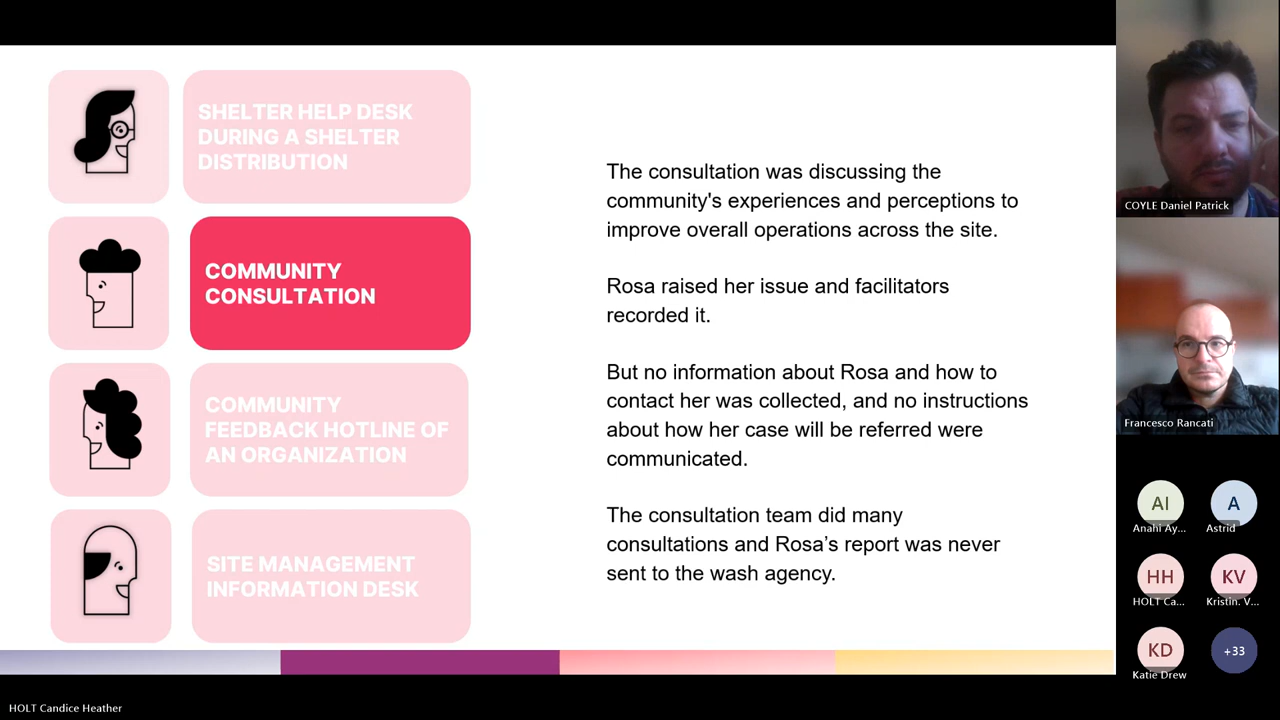 SHELTER HELP DESK
DURING A SHELTER
DISTRIBUTION
COMMUNITY
CONSULTATION
COMMUNITY
FEEDBACK HOTLINE OF
AN ORGANIZATION
SITE MANAGEMENT
INFORMATION DESK
The consultation was discussing the
community's experiences and perceptions to
improve overall operations across the site.
Rosa raised her issue and facilitators
recorded it.
But no information about Rosa and how to
contact her was collected, and no instructions
about how her case will be referred were
communicated.
The consultation team did many
consultations and Rosa’s report was never
sent to the wash agency.
COYLE Daniel Patrick
Francesco Rancati
AI
Anahi Ay...
A
Astrid
HH
HOLT Ca...
KV
Kristin. V...
KD
Katie Drew
+33
HOLT Candice Heather